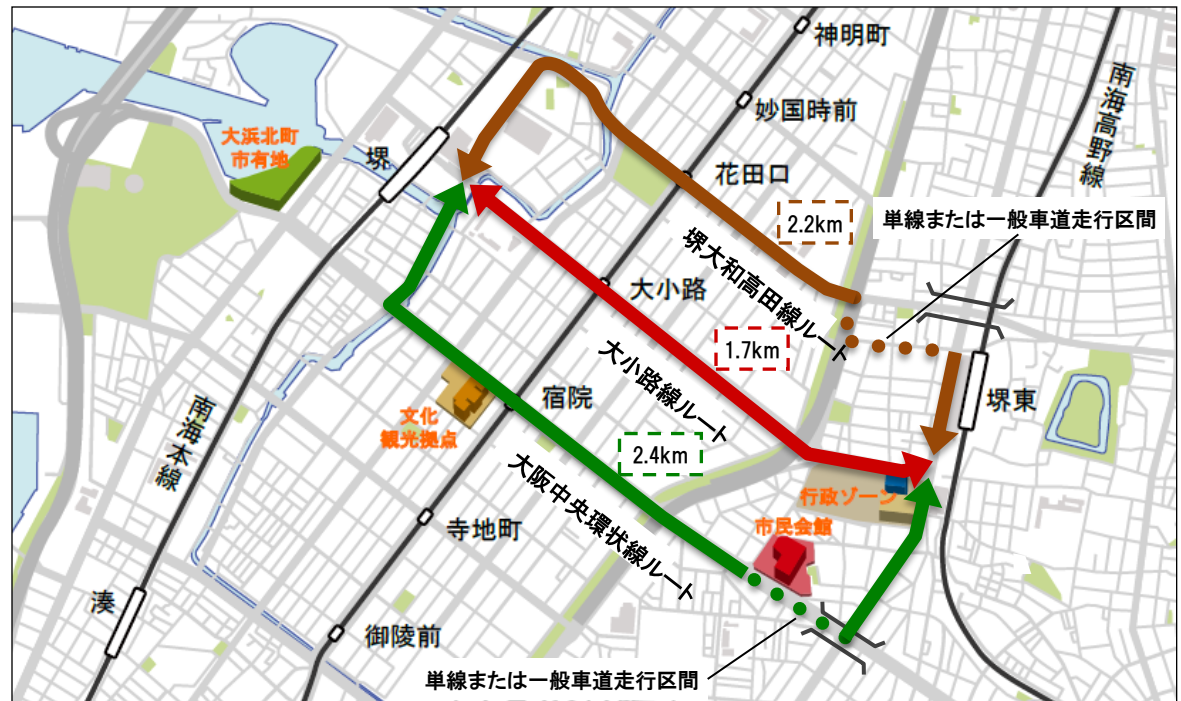 神明町
南海高野線
妙国時前
大浜北町
市有地
堺
花田口
2.2km
単線または一般車道走行区間
堺大和高田線ルート
大小路
1.7km
大小路線ルート
堺東
宿院
文化
観光拠点
南海本線
2.4km
大阪中央環状線ルート
行政ゾーン
市民会館
寺地町
湊
御陵前
単線または一般車道走行区間